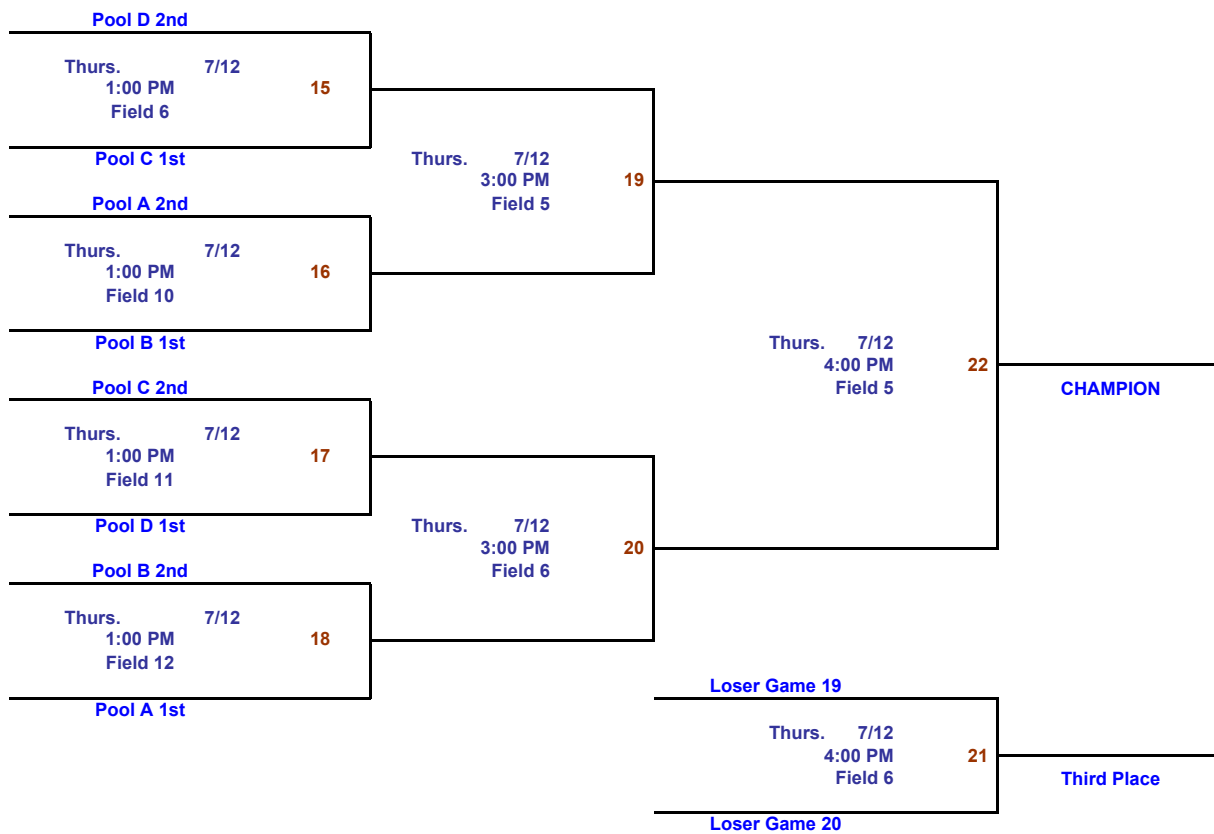 Pool D 2nd
Thurs. 7/12
1:00 PM 15
Field 6
Pool C 1st
Thurs. 7/12
3:00 PM 19
Field 5
Pool A 2nd
Thurs. 7/12
1:00 PM 16
Field 10
Pool B 1st
Thurs. 7/12
4:00 PM 22
Field 5
CHAMPION
Pool C 2nd
Thurs. 7/12
1:00 PM 17
Field 11
Pool D 1st
Thurs. 7/12
3:00 PM 20
Field 6
Pool B 2nd
Thurs. 7/12
1:00 PM 18
Field 12
Pool A 1st
Loser Game 19
Thurs. 7/12
4:00 PM 21
Field 6
Third Place
Loser Game 20